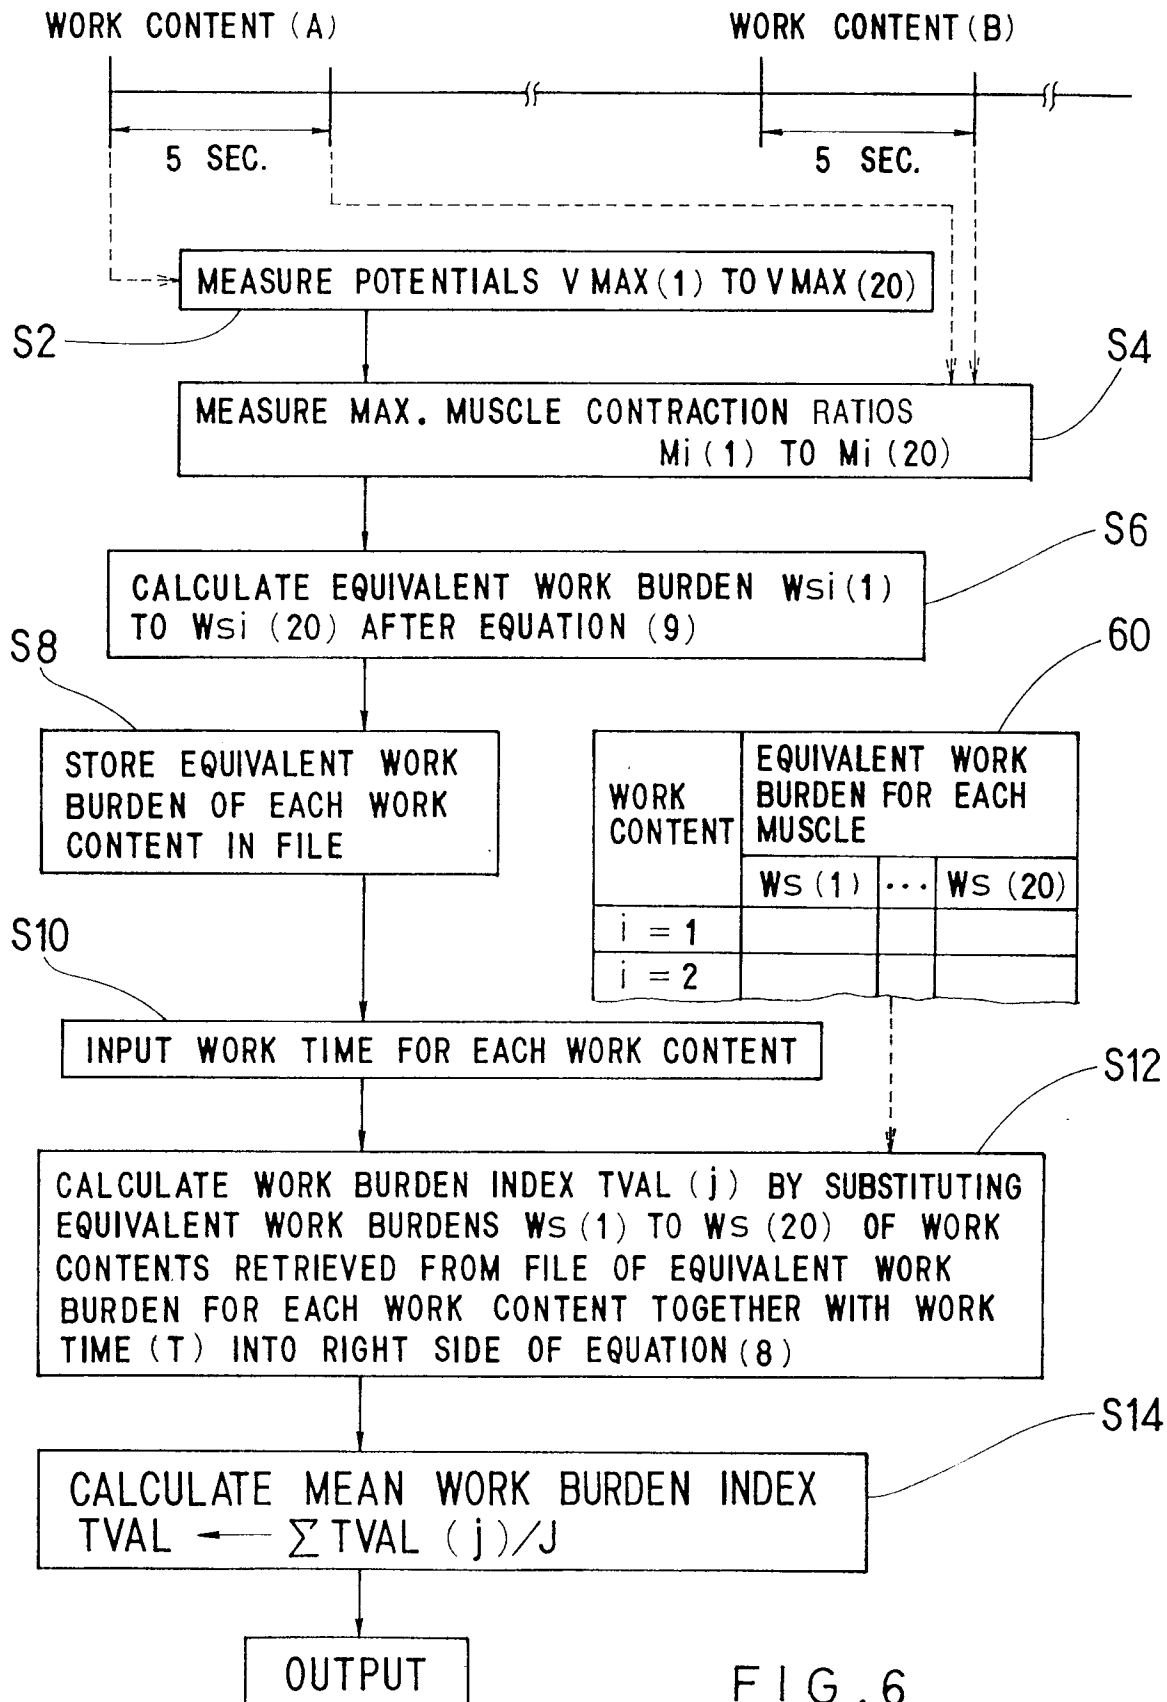 WORK CONTENT (A)
WORK CONTENT (B)
5 SEC.
5 SEC.
MEASURE POTENTIALS V MAX (1) TO V MAX (20)
S2
S4
MEASURE MAX. MUSCLE CONTRACTION RATIOS
Mi (1) TO Mi (20)
S6
CALCULATE EQUIVALENT WORK BURDEN Wsi (1)
TO Wsi (20) AFTER EQUATION (9)
S8
60
STORE EQUIVALENT WORK
BURDEN OF EACH WORK
CONTENT IN FILE
WORK
CONTENT
EQUIVALENT WORK
BURDEN FOR EACH
MUSCLE
Ws (1) ... Ws (20)
i = 1
i = 2
S10
INPUT WORK TIME FOR EACH WORK CONTENT
S12
CALCULATE WORK BURDEN INDEX TVAL (j) BY SUBSTITUTING
EQUIVALENT WORK BURDENS Ws (1) TO Ws (20) OF WORK
CONTENTS RETRIEVED FROM FILE OF EQUIVALENT WORK
BURDEN FOR EACH WORK CONTENT TOGETHER WITH WORK
TIME (T) INTO RIGHT SIDE OF EQUATION (8)
S14
CALCULATE MEAN WORK BURDEN INDEX
TVAL ← Σ TVAL (j)/J
OUTPUT
FIG.6